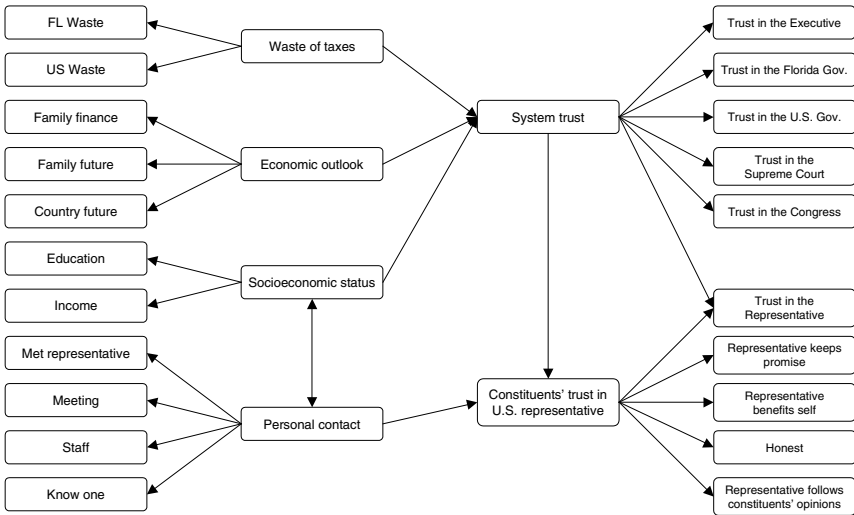 FL Waste
US Waste
Family finance
Family future
Country future
Education
Income
Met representative
Meeting
Staff
Know one
Waste of taxes
Economic outlook
Socioeconomic status
Personal contact
System trust
Constituents’ trust in
U.S. representative
Trust in the Executive
Trust in the Florida Gov.
Trust in the U.S. Gov.
Trust in the
Supreme Court
Trust in the Congress
Trust in the
Representative
Representative keeps
promise
Representative
benefits self
Honest
Representative follows
constituents’ opinions